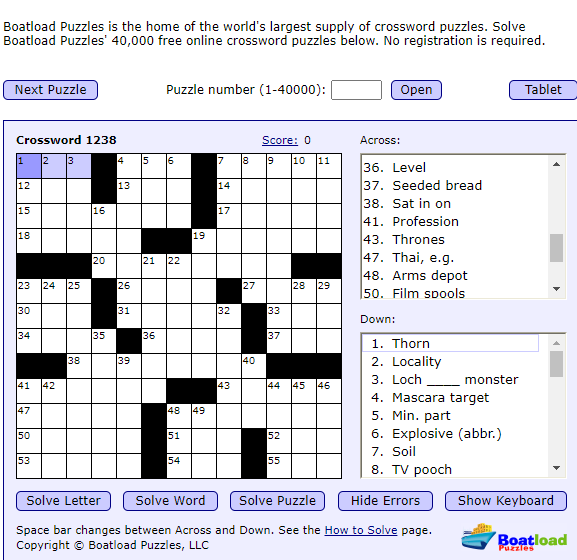 Boatload Puzzles is the home of the world's largest supply of crossword puzzles. Solve
Boatload Puzzles' 40,000 free online crossword puzzles below. No registration is required.
Next Puzzle
Puzzle number (1-40000):
Open
Tablet
Crossword 1238
Score: 0
1 2 3 4 5 6 7 8 9 10 11
12 13 14
15 16 17
18 19
20 21 22
23 24 25 26 27 28 29
30 31 32 33
34 35 36 37
38 39 40
41 42 43 44 45 46
47 48 49
50 51 52
53 54 55
Across:
36. Level
37. Seeded bread
38. Sat in on
41. Profession
43. Thrones
47. Thai, e.g.
48. Arms depot
50. Film spools
Down:
1. Thorn
2. Locality
3. Loch ____ monster
4. Mascara target
5. Min. part
6. Explosive (abbr.)
7. Soil
8. TV pooch
Solve Letter
Solve Word
Solve Puzzle
Hide Errors
Show Keyboard
Space bar changes between Across and Down. See the How to Solve page.
Copyright © Boatload Puzzles, LLC
Boatload
Puzzles